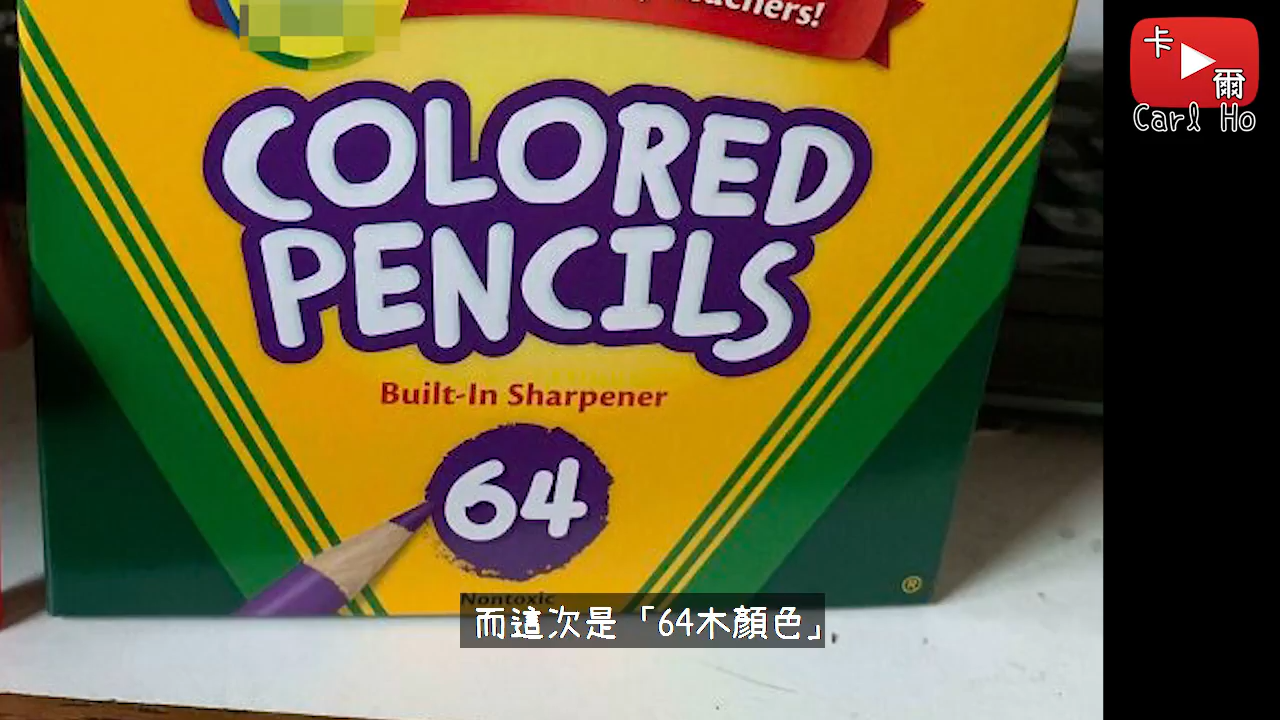 achers!
卡
爾
Carl Ho
COLORED
PENCILS
Built-In Sharpener
64
Nontoxic
®
而這次是「64木顏色」